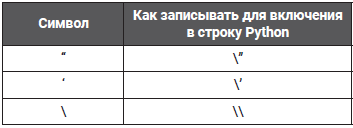 Символ
Как записывать для включения
в строку Python
“ \"
‘ \'
\ \\